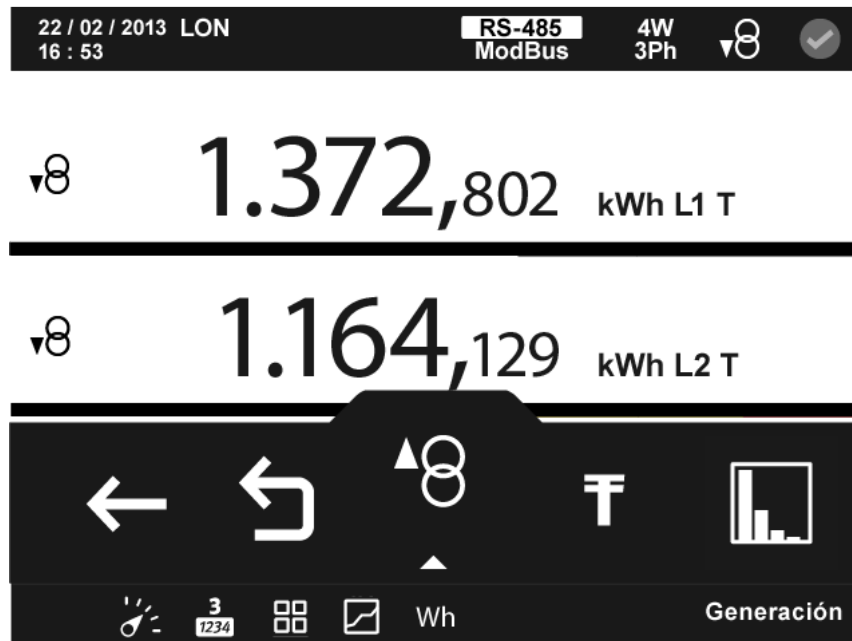 22 / 02 / 2013 LON RS-485 4W
16 : 53 ModBus 3Ph
1.372,802 kWh L1 T
1.164,129 kWh L2 T
3
1234 Wh Generación